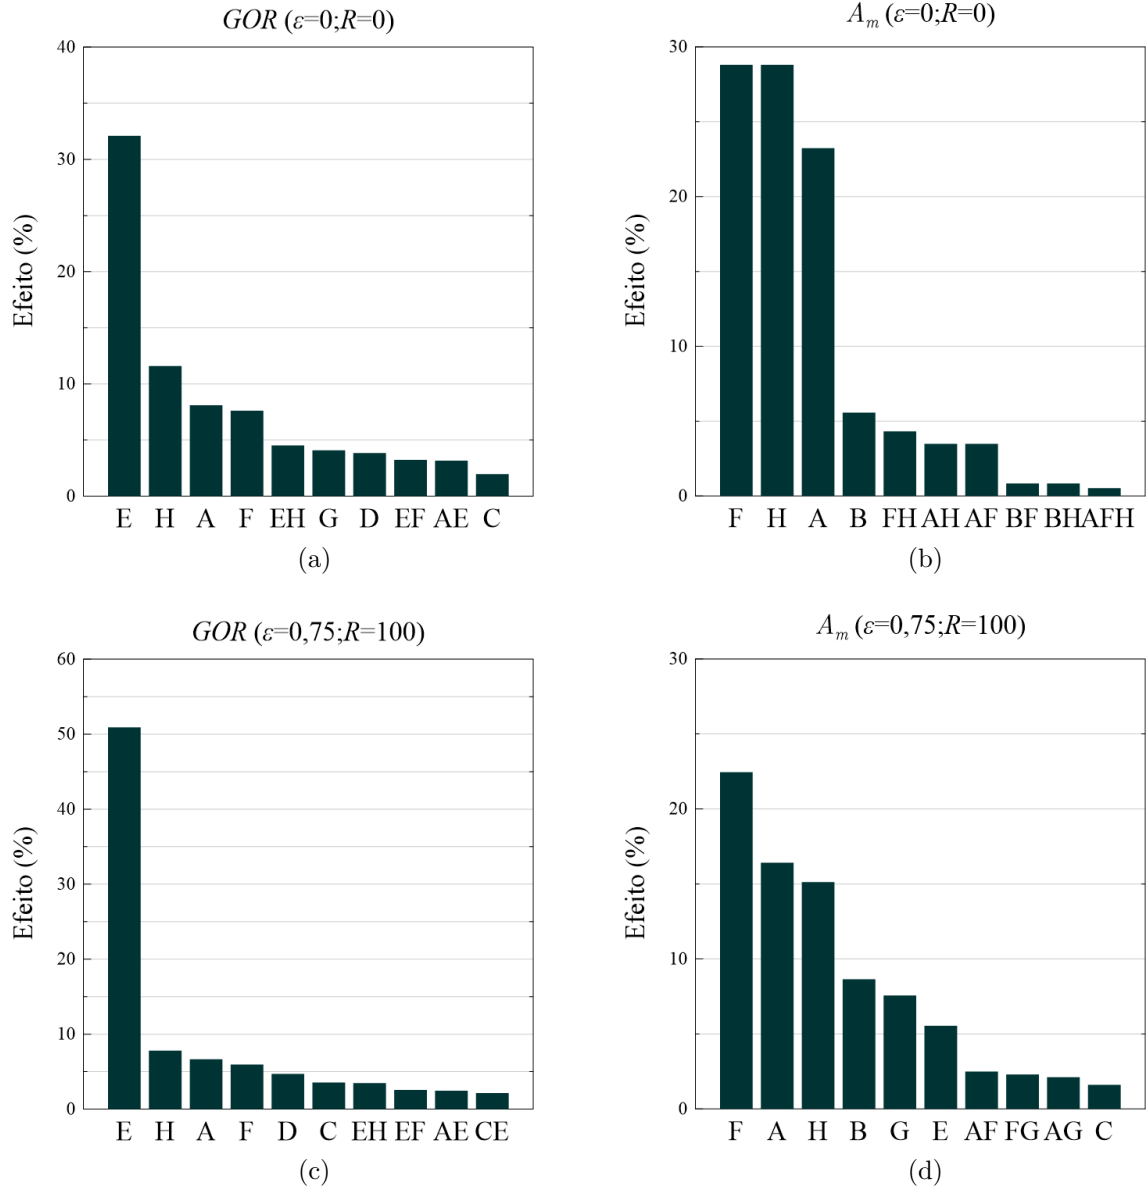 GOR (ε=0;R=0)
40
30
20
10
0
Efeito (%)
E H A F EH G D EF AE C
(a)
A_m (ε=0;R=0)
30
20
10
0
Efeito (%)
F H A B FH AH AF BF BH AFH
(b)
GOR (ε=0,75;R=100)
60
50
40
30
20
10
0
Efeito (%)
E H A F D C EH EF AE CE
(c)
A_m (ε=0,75;R=100)
30
20
10
0
Efeito (%)
F A H B G E AF FG AG C
(d)